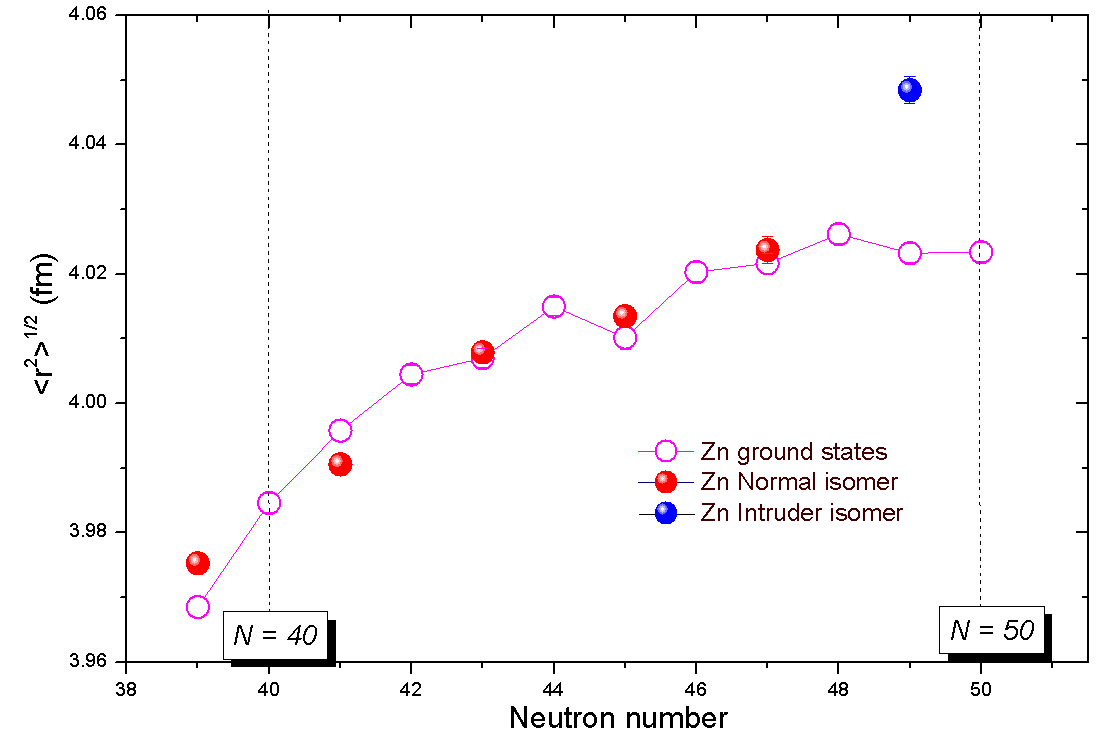 4.06
4.04
4.02
4.00
3.98
3.96
<r²>^1/2 (fm)
Zn ground states
Zn Normal isomer
Zn Intruder isomer
N = 40
N = 50
38
40
42
44
46
48
50
Neutron number